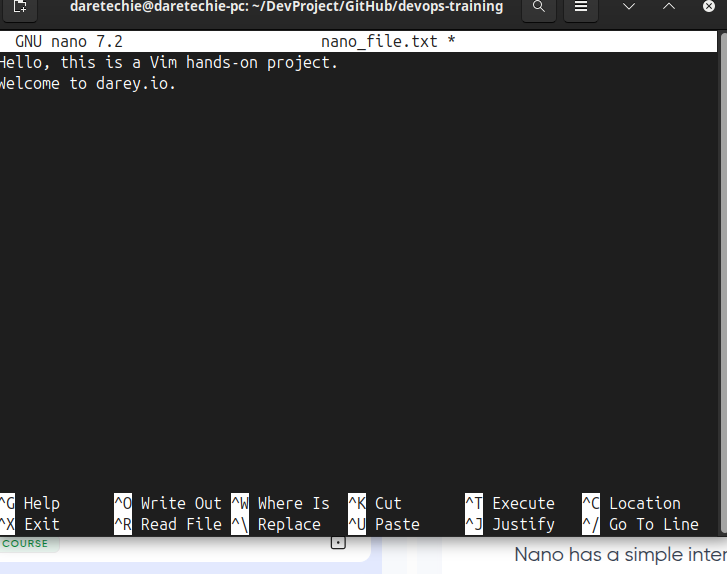 daretechie@daretechie-pc: ~/DevProject/GitHub/devops-training
GNU nano 7.2 nano_file.txt *
Hello, this is a Vim hands-on project.
Welcome to darey.io.
^G Help ^O Write Out ^W Where Is ^K Cut ^T Execute ^C Location
^X Exit ^R Read File ^\ Replace ^U Paste ^J Justify ^/ Go To Line
COURSE
Nano has a simple inter